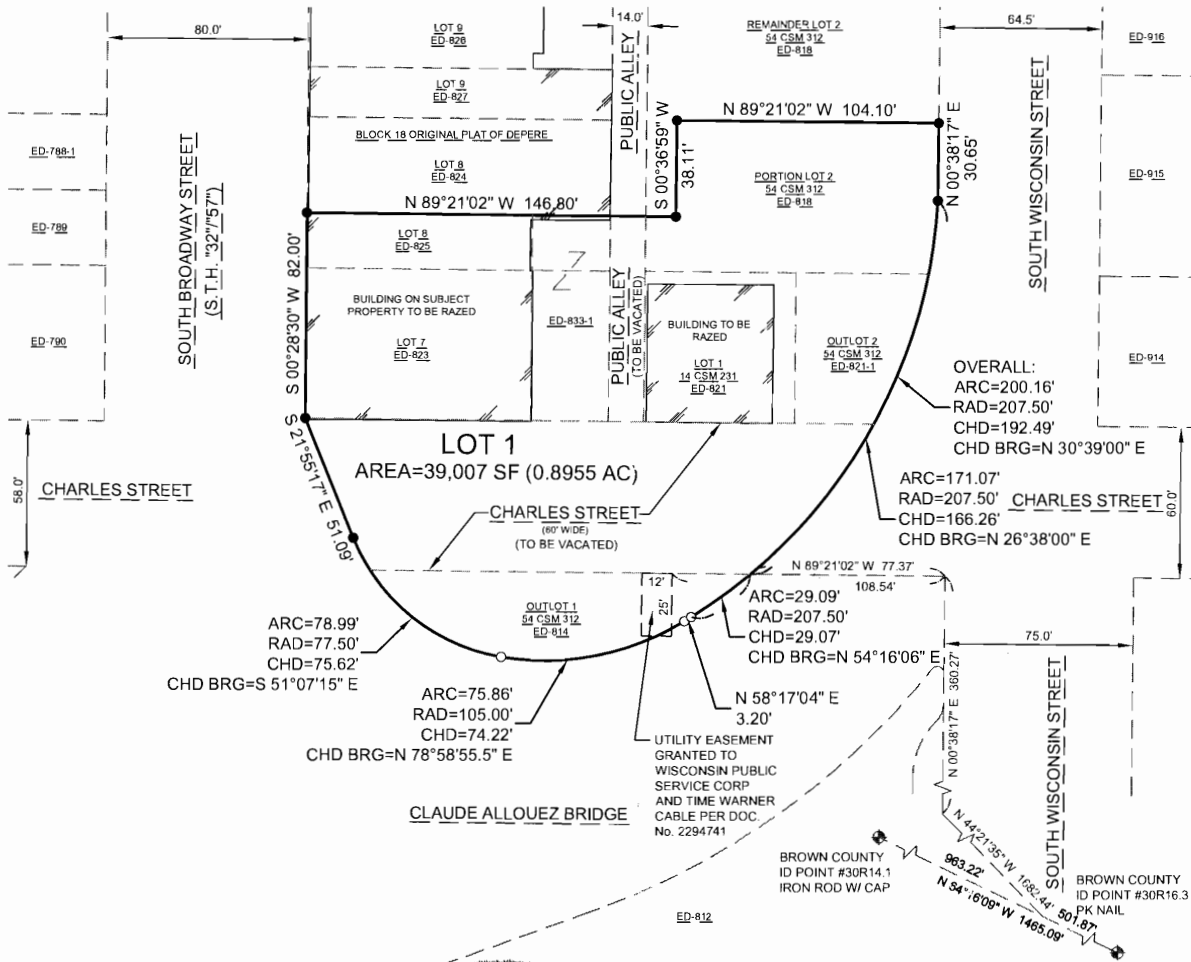 80.0'
LOT 9
ED-826
14.0'
PUBLIC ALLEY
REMAINDER LOT 2
54 CSM 312
ED-818
64.5'
ED-916
LOT 9
ED-827
BLOCK 18 ORIGINAL PLAT OF DEPERE
LOT 8
ED-824
N 89°21'02" W 146.80'
S 00°36'59" W
38.11'
N 89°21'02" W 104.10'
N 00°38'17" E
30.65'
PORTION LOT 2
54 CSM 312
ED-818
SOUTH WISCONSIN STREET
ED-915
ED-788-1
ED-789
ED-790
SOUTH BROADWAY STREET
(S.T.H. "32"/"57")
S 00°28'30" W 82.00'
LOT 8
ED-825
BUILDING ON SUBJECT
PROPERTY TO BE RAZED
LOT 7
ED-823
Z
ED-833-1
PUBLIC ALLEY
(TO BE VACATED)
BUILDING TO BE
RAZED
LOT 1
14 CSM 231
ED-821
OUTLOT 2
54 CSM 312
ED-821-1
ED-914
OVERALL:
ARC=200.16'
RAD=207.50'
CHD=192.49'
CHD BRG=N 30°39'00" E
S 21°55'17" E 51.09'
LOT 1
AREA=39,007 SF (0.8955 AC)
58.0'
CHARLES STREET
CHARLES STREET
(60' WIDE)
(TO BE VACATED)
ARC=171.07'
RAD=207.50'
CHD=166.26'
CHD BRG=N 26°38'00" E
CHARLES STREET
60.0'
N 89°21'02" W 77.37'
108.54'
12'
25'
OUTLOT 1
54 CSM 312
ED-814
ARC=29.09'
RAD=207.50'
CHD=29.07'
CHD BRG=N 54°16'06" E
75.0'
ARC=78.99'
RAD=77.50'
CHD=75.62'
CHD BRG=S 51°07'15" E
ARC=75.86'
RAD=105.00'
CHD=74.22'
CHD BRG=N 78°58'55.5" E
N 58°17'04" E
3.20'
N 00°38'17" E 360.27'
SOUTH WISCONSIN STREET
UTILITY EASEMENT
GRANTED TO
WISCONSIN PUBLIC
SERVICE CORP
AND TIME WARNER
CABLE PER DOC.
No. 2294741
CLAUDE ALLOUEZ BRIDGE
N 44°21'35" W 1682.44'
BROWN COUNTY
ID POINT #30R14.1
IRON ROD W/ CAP
963.22'
501.87'
N 84°16'09" W 1465.09'
BROWN COUNTY
ID POINT #30R16.3
PK NAIL
ED-812